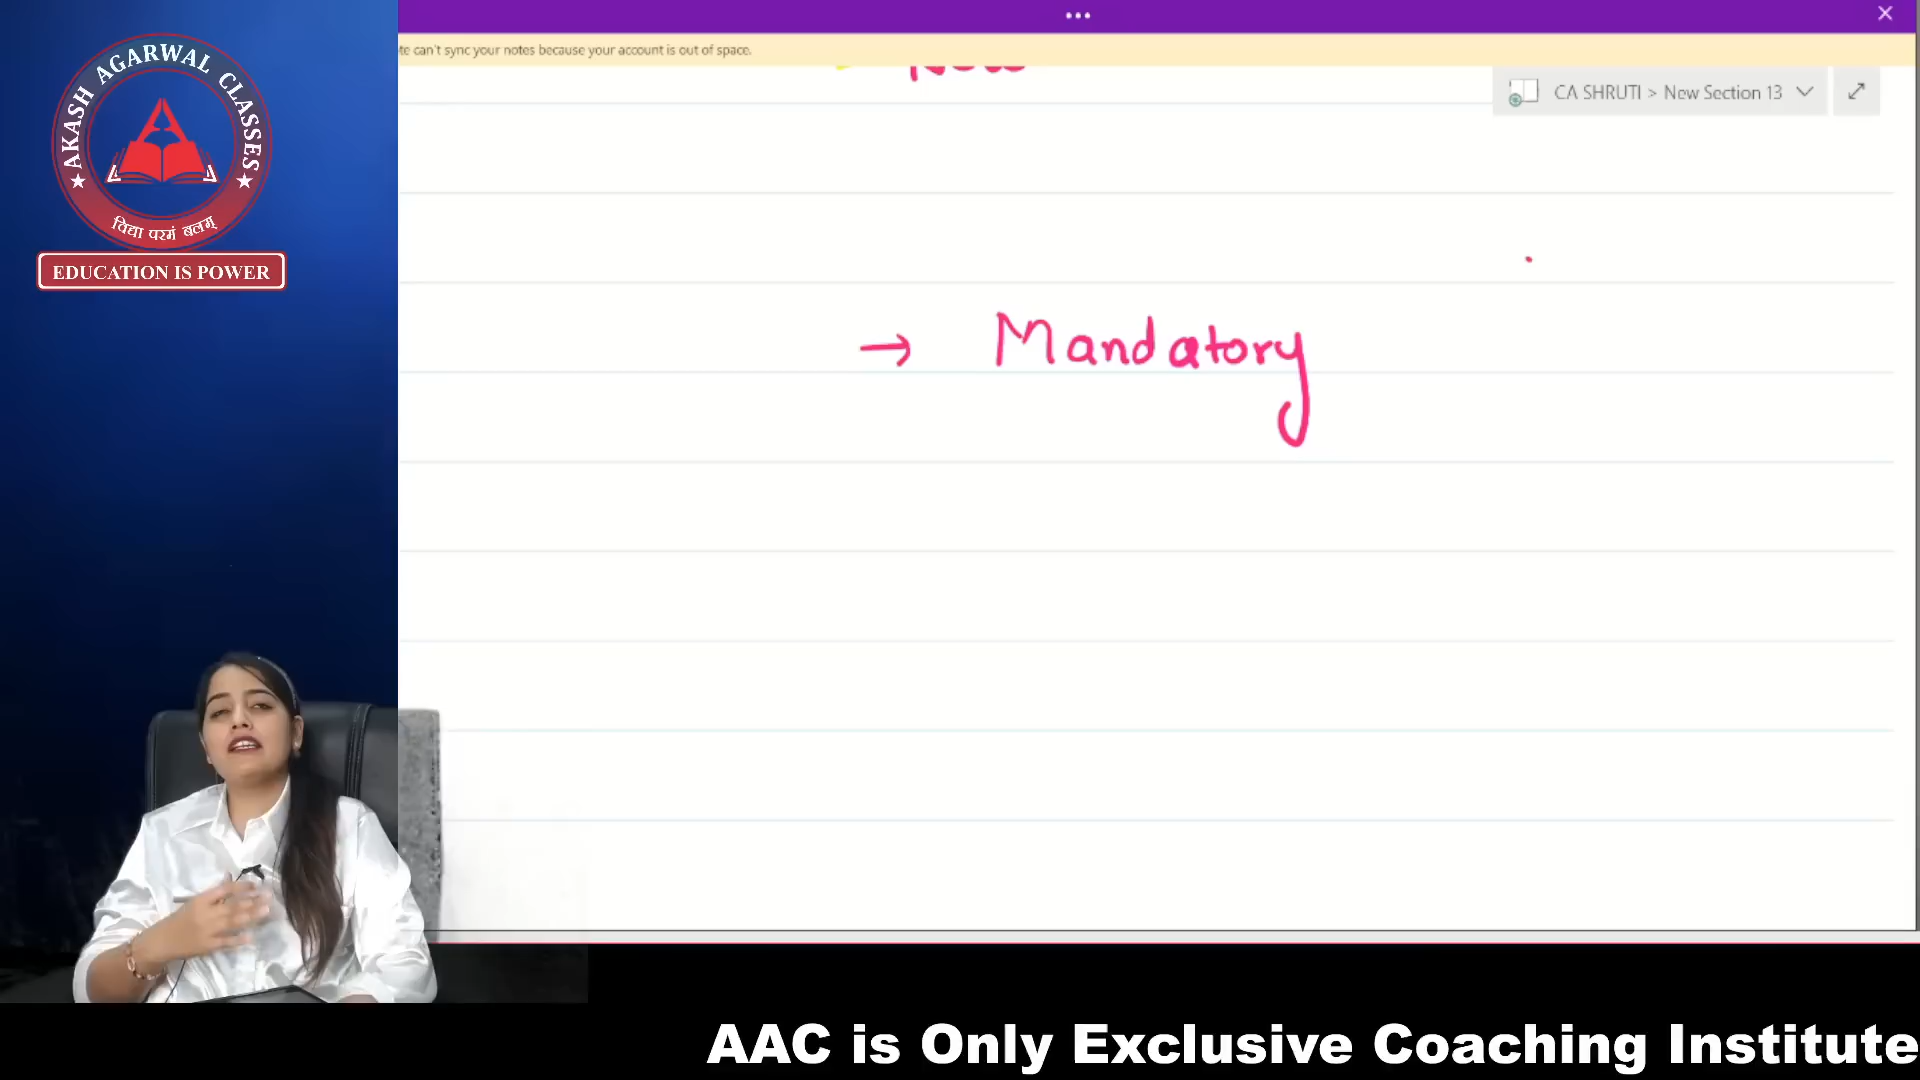 AKASH AGARWAL CLASSES
विद्या परमं बलम्
EDUCATION IS POWER
can't sync your notes because your account is out of space.
CA SHRUTI > New Section 13
→ Mandatory
AAC is Only Exclusive Coaching Institute